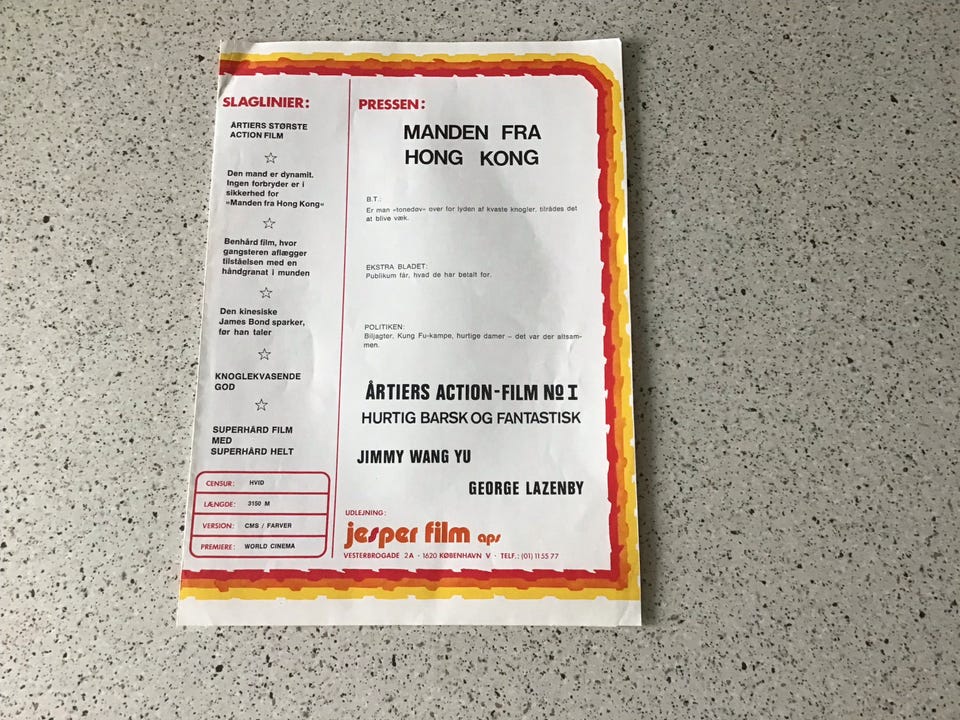 SLAGLINIER:
ÅRTIERS STØRSTE
ACTION FILM
Den mand er dynamit.
Ingen forbryder er i
sikkerhed for
»Manden fra Hong Kong«
Benhård film, hvor
gangsteren aflægger
tilståelsen med en
håndgranat i munden
Den kinesiske
James Bond sparker,
før han taler
KNOGLEKVASENDE
GOD
SUPERHÅRD FILM
MED
SUPERHÅRD HELT
CENSUR: HVID
LÆNGDE: 3150 M
VERSION: CMS / FARVER
PREMIERE: WORLD CINEMA
PRESSEN:
MANDEN FRA
HONG KONG
B.T.:
Er man »tonedøv« over for lyden af kvaste knogler, tilrådes det
at blive væk.
EKSTRA BLADET:
Publikum får, hvad de har betalt for.
POLITIKEN:
Biljagter, Kung Fu-kampe, hurtige damer – det var der altsam-
men.
ÅRTIERS ACTION-FILM No I
HURTIG BARSK OG FANTASTISK
JIMMY WANG YU
GEORGE LAZENBY
UDLEJNING:
jesper film aps
VESTERBROGADE 2A · 1620 KØBENHAVN V · TELF.: (01) 11 55 77